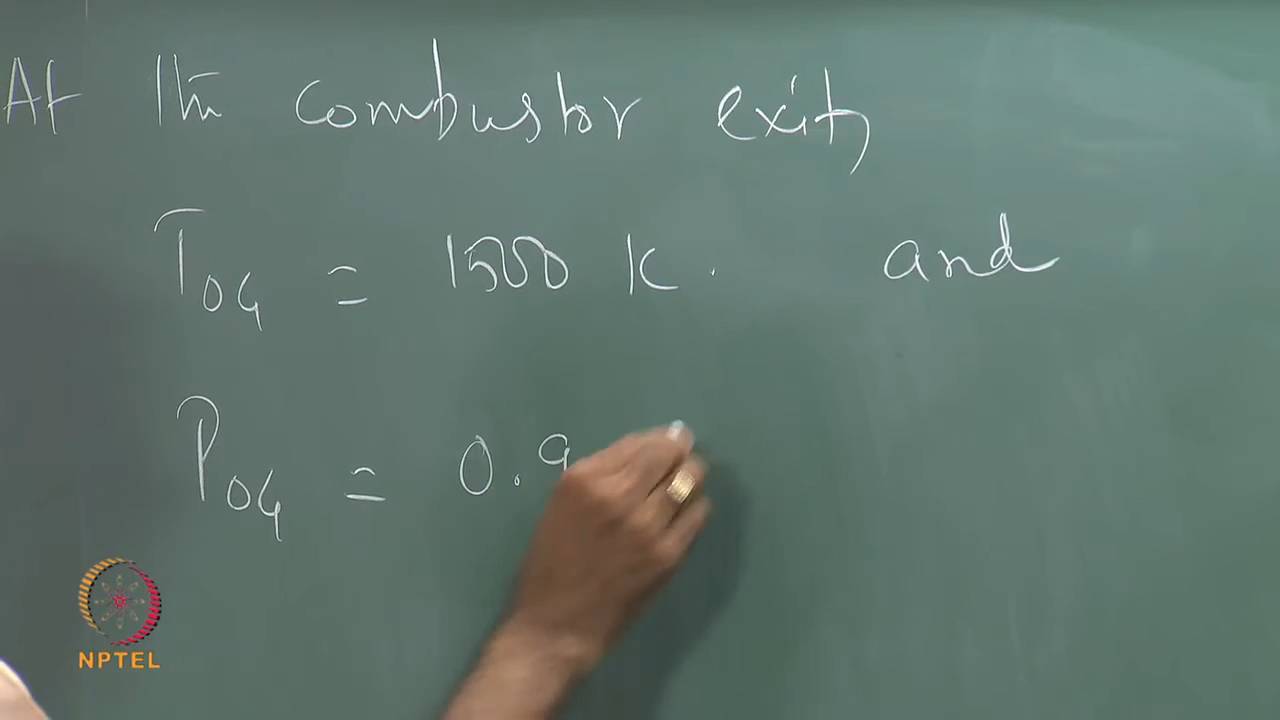 At the combustor exit,
T04 = 1500 K. and
P04 = 0.9
NPTEL